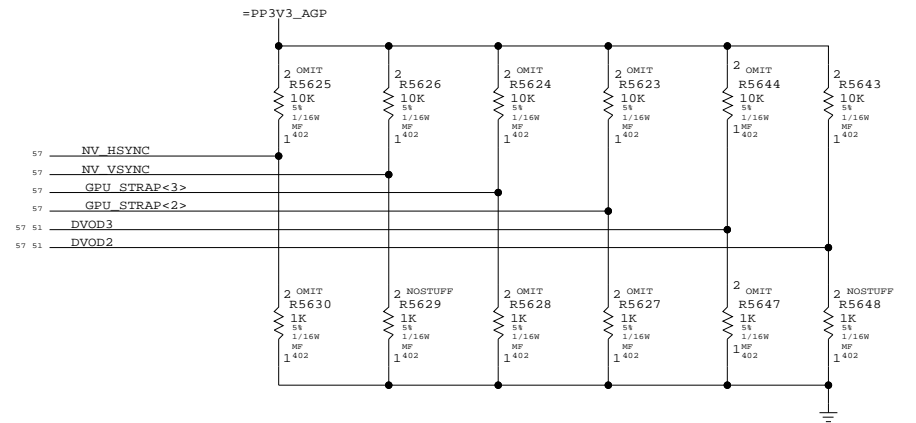 =PP3V3_AGP
2 OMIT
R5625
10K
5%
1/16W
MF
1 402
2
R5626
10K
5%
1/16W
MF
1 402
2 OMIT
R5624
10K
5%
1/16W
MF
1 402
2 OMIT
R5623
10K
5%
1/16W
MF
1 402
2 OMIT
R5644
10K
5%
1/16W
MF
1 402
2
R5643
10K
5%
1/16W
MF
1 402
57 NV_HSYNC
57 NV_VSYNC
57 GPU_STRAP<3>
57 GPU_STRAP<2>
57 51 DVOD3
57 51 DVOD2
2 OMIT
R5630
1K
5%
1/16W
MF
1 402
2 NOSTUFF
R5629
1K
5%
1/16W
MF
1 402
2 OMIT
R5628
1K
5%
1/16W
MF
1 402
2 OMIT
R5627
1K
5%
1/16W
MF
1 402
2 OMIT
R5647
1K
5%
1/16W
MF
1 402
2 NOSTUFF
R5648
1K
5%
1/16W
MF
1 402